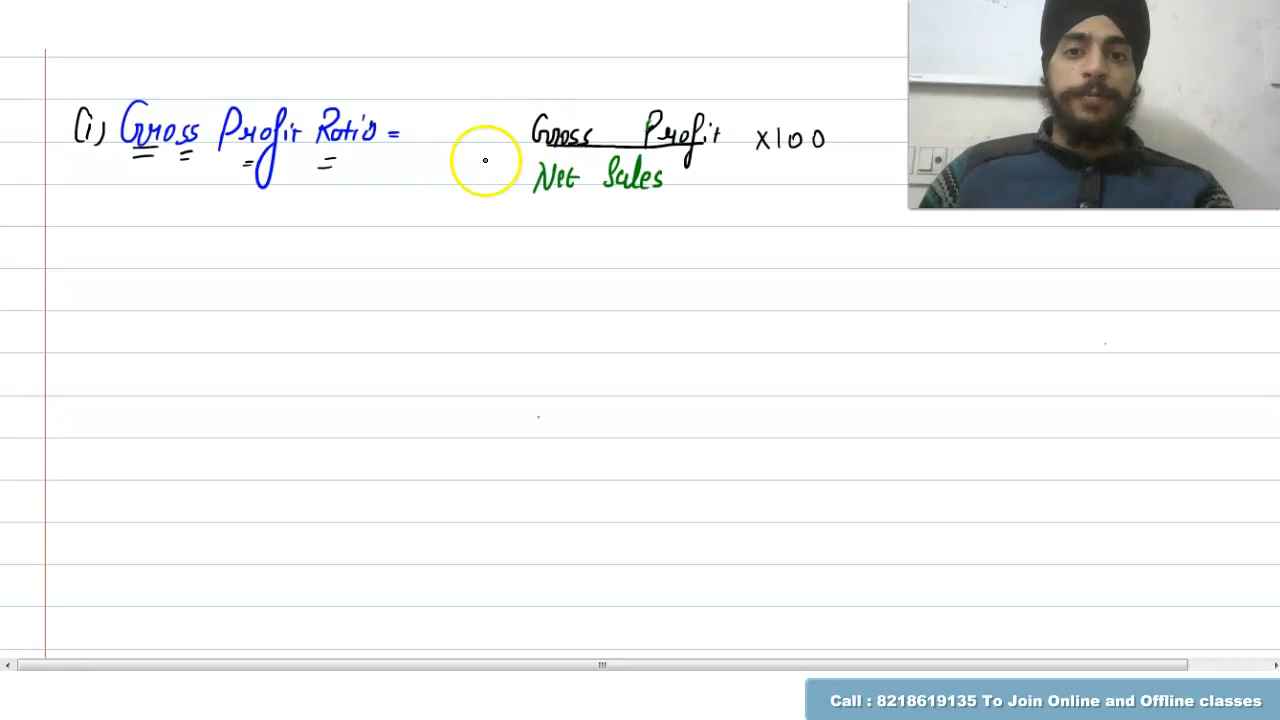 (i) Gross Profit Ratio = Gross Profit x100
Net Sales
Call : 8218619135 To Join Online and Offline classes